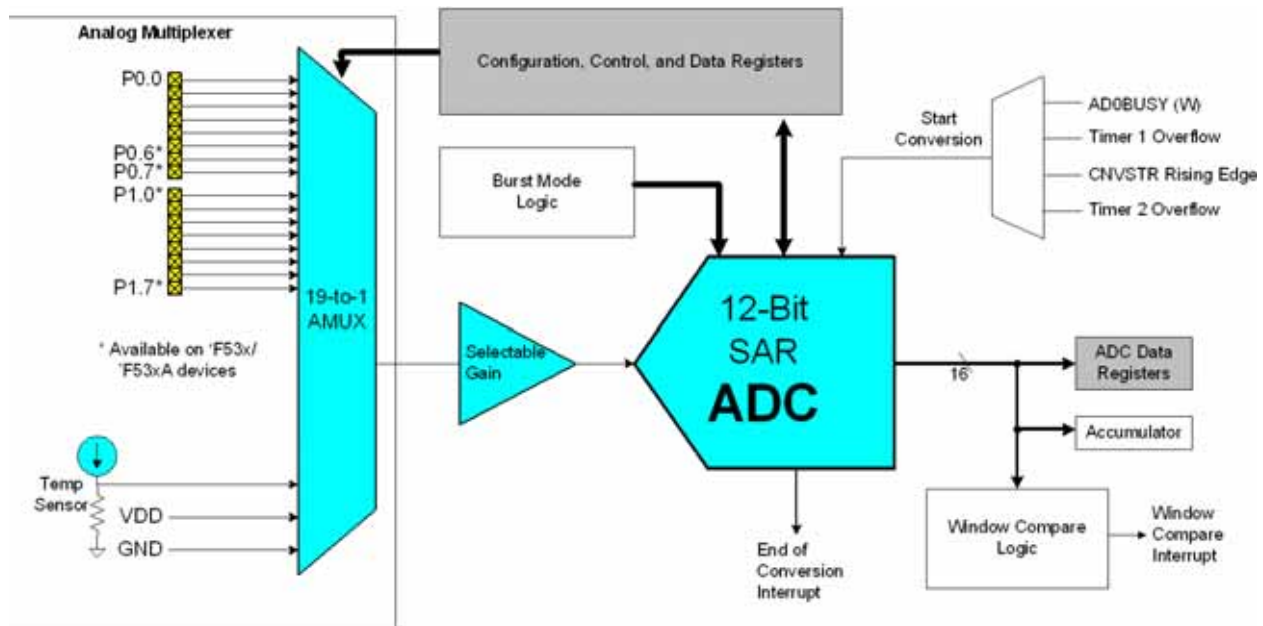 Analog Multiplexer
P0.0
P0.6*
P0.7*
P1.0*
P1.7*
19-to-1
AMUX
* Available on ‘F53x/
‘F53xA devices
Temp
Sensor
VDD
GND
Configuration, Control, and Data Registers
Burst Mode
Logic
Start
Conversion
AD0BUSY (W)
Timer 1 Overflow
CNVSTR Rising Edge
Timer 2 Overflow
Selectable
Gain
12-Bit
SAR
ADC
16
ADC Data
Registers
Accumulator
Window Compare
Logic
Window
Compare
Interrupt
End of
Conversion
Interrupt